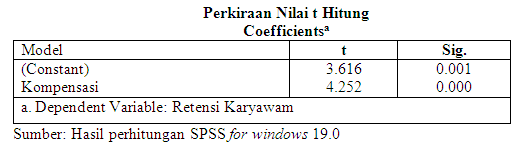 Perkiraan Nilai t Hitung
Coefficientsᵃ
Model t Sig.
(Constant) 3.616 0.001
Kompensasi 4.252 0.000
a. Dependent Variable: Retensi Karyawam
Sumber: Hasil perhitungan SPSS for windows 19.0